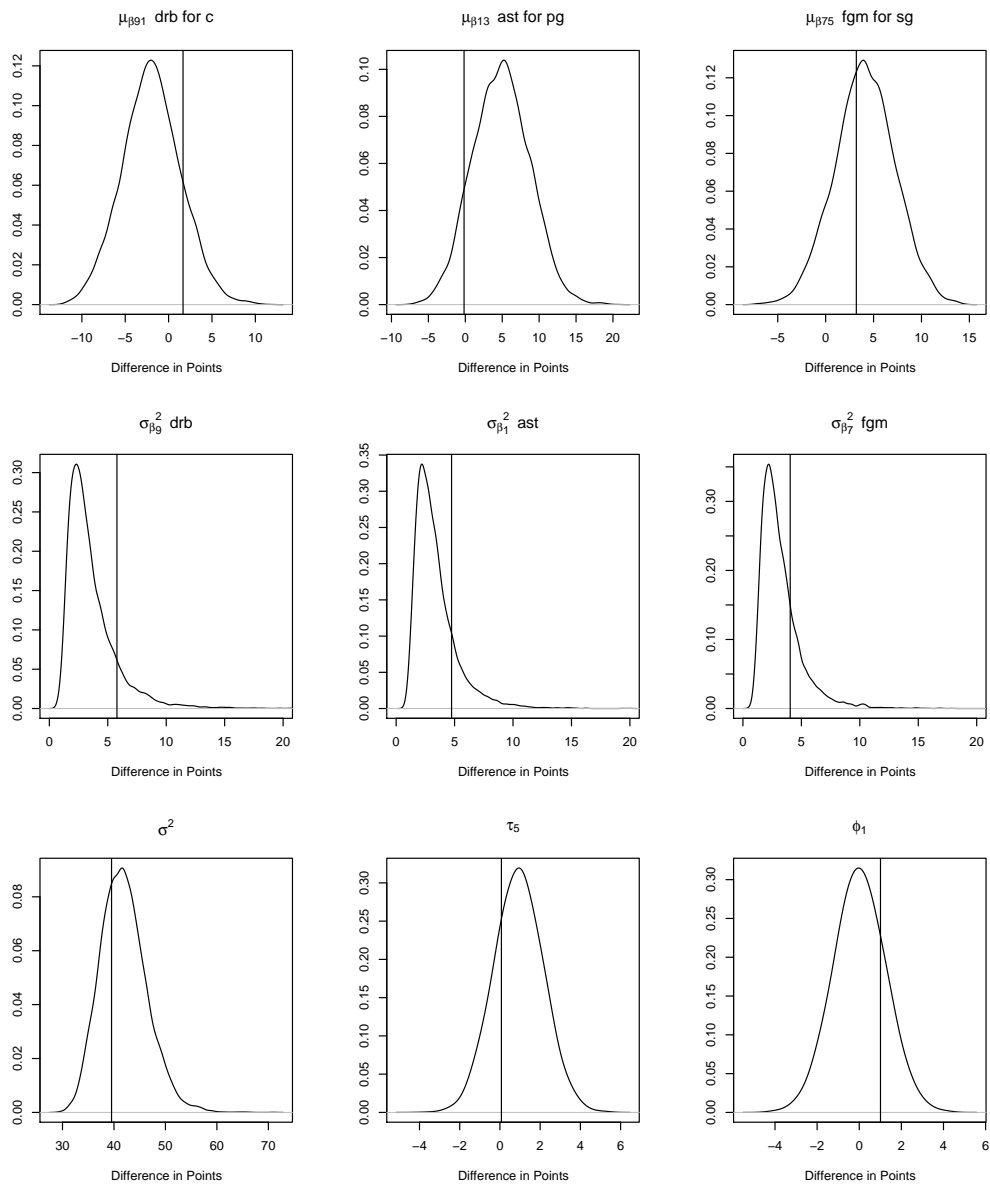 μβ91 drb for c
0.00 0.02 0.04 0.06 0.08 0.10 0.12
−10 −5 0 5 10
Difference in Points
μβ13 ast for pg
0.00 0.02 0.04 0.06 0.08 0.10
−10 −5 0 5 10 15 20
Difference in Points
μβ75 fgm for sg
0.00 0.02 0.04 0.06 0.08 0.10 0.12
−5 0 5 10 15
Difference in Points
σβ9² drb
0.00 0.05 0.10 0.15 0.20 0.25 0.30
0 5 10 15 20
Difference in Points
σβ1² ast
0.00 0.05 0.10 0.15 0.20 0.25 0.30 0.35
0 5 10 15 20
Difference in Points
σβ7² fgm
0.00 0.10 0.20 0.30
0 5 10 15 20
Difference in Points
σ²
0.00 0.02 0.04 0.06 0.08
30 40 50 60 70
Difference in Points
τ5
0.00 0.05 0.10 0.15 0.20 0.25 0.30
−4 −2 0 2 4 6
Difference in Points
ϕ1
0.00 0.05 0.10 0.15 0.20 0.25 0.30
−4 −2 0 2 4 6
Difference in Points